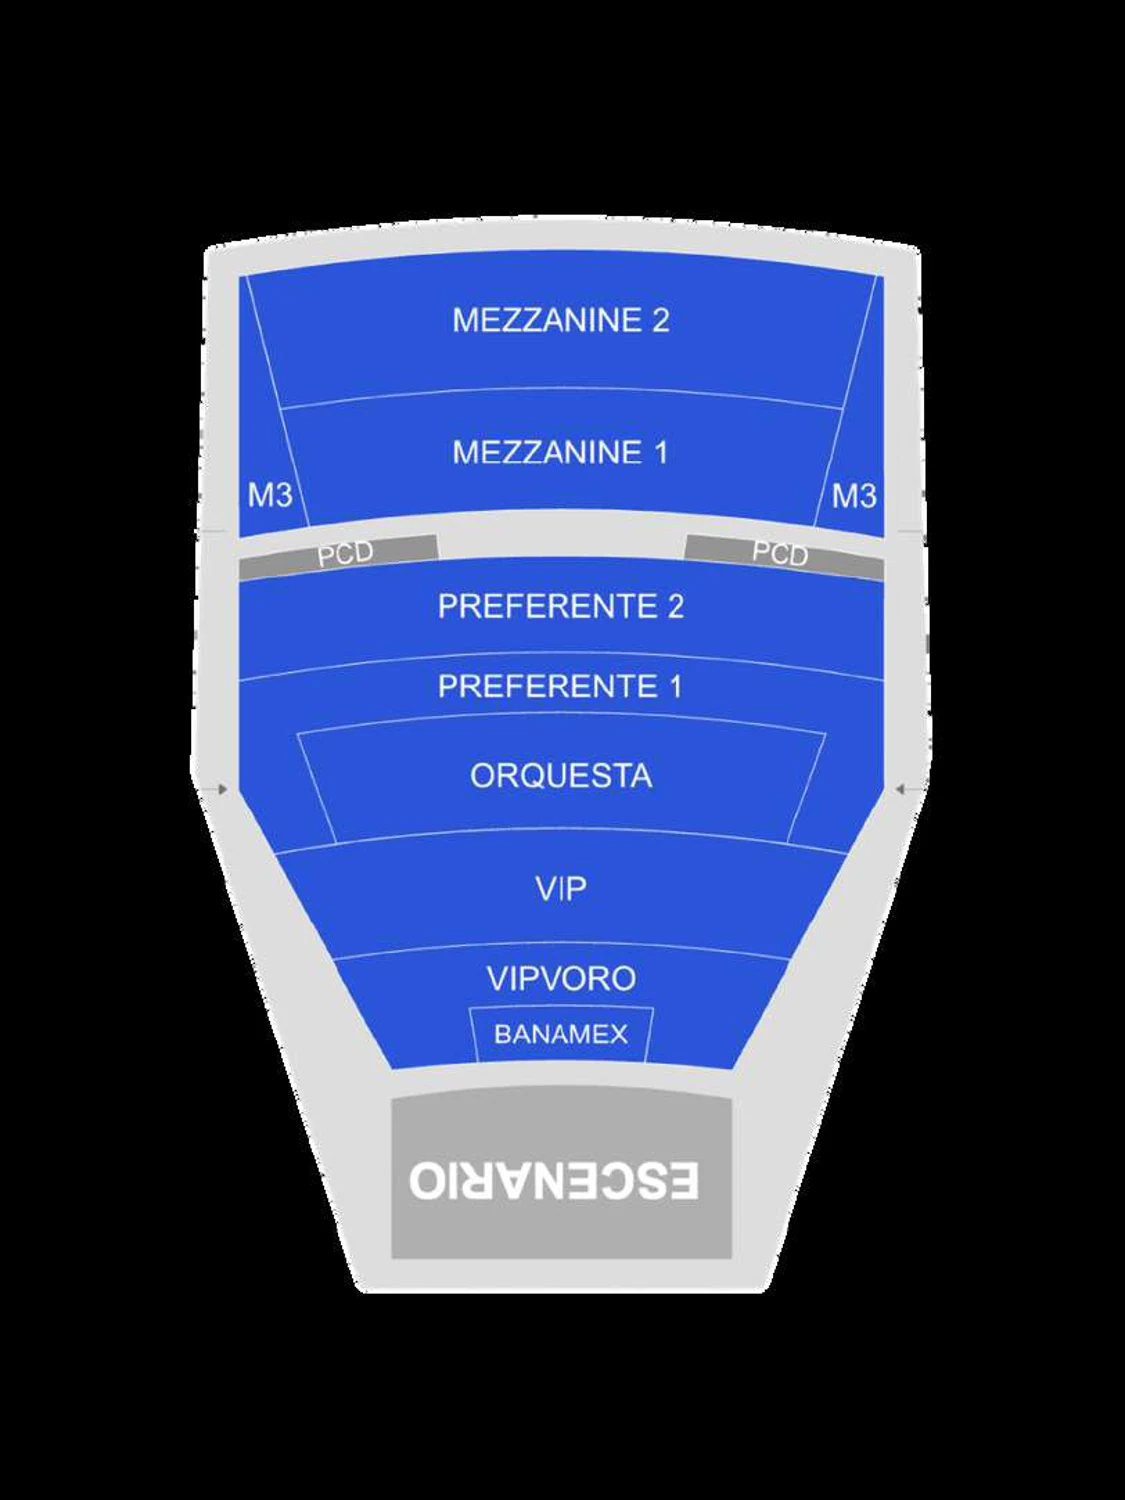 MEZZANINE 2
MEZZANINE 1
M3
M3
PCD
PCD
PREFERENTE 2
PREFERENTE 1
ORQUESTA
VIP
VIPVORO
BANAMEX
ESCENARIO